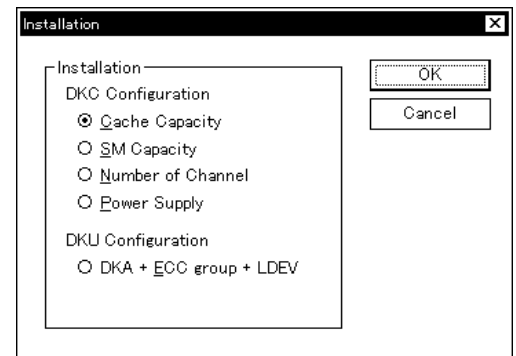 Installation
Installation
DKC Configuration
Cache Capacity
SM Capacity
Number of Channel
Power Supply
DKU Configuration
DKA + ECC group + LDEV
OK
Cancel